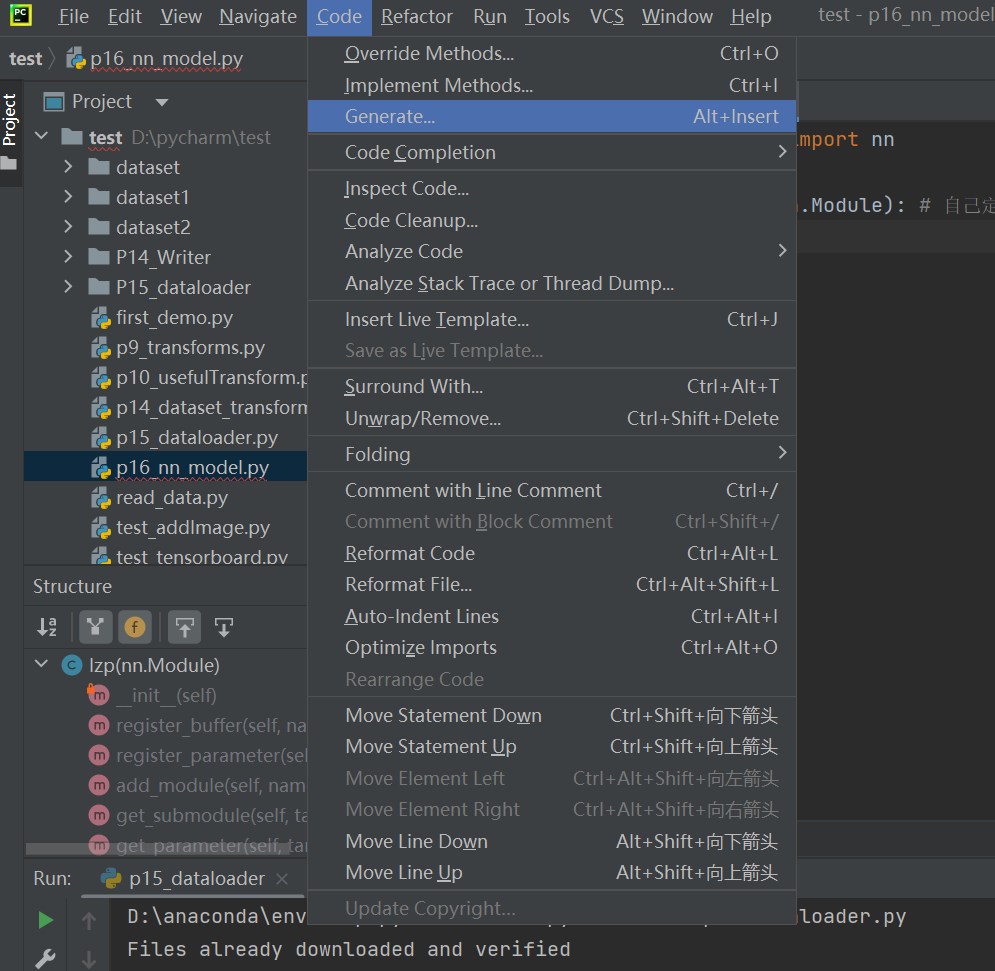 PC File Edit View Navigate Code Refactor Run Tools VCS Window Help test - p16_nn_model
test p16_nn_model.py
Project
Project
test D:\pycharm\test
dataset
dataset1
dataset2
P14_Writer
P15_dataloader
first_demo.py
p9_transforms.py
p10_usefulTransform.p
p14_dataset_transform
p15_dataloader.py
p16_nn_model.py
read_data.py
test_addImage.py
test_tensorboard.py
Structure
lzp(nn.Module)
__init__(self)
register_buffer(self, na
register_parameter(sel
add_module(self, nam
get_submodule(self, ta
get_parameter(self, tar
Override Methods... Ctrl+O
Implement Methods... Ctrl+I
Generate... Alt+Insert
Code Completion
Inspect Code...
Code Cleanup...
Analyze Code
Analyze Stack Trace or Thread Dump...
Insert Live Template... Ctrl+J
Save as Live Template...
Surround With... Ctrl+Alt+T
Unwrap/Remove... Ctrl+Shift+Delete
Folding
Comment with Line Comment Ctrl+/
Comment with Block Comment Ctrl+Shift+/
Reformat Code Ctrl+Alt+L
Reformat File... Ctrl+Alt+Shift+L
Auto-Indent Lines Ctrl+Alt+I
Optimize Imports Ctrl+Alt+O
Rearrange Code
Move Statement Down Ctrl+Shift+向下箭头
Move Statement Up Ctrl+Shift+向上箭头
Move Element Left Ctrl+Alt+Shift+向左箭头
Move Element Right Ctrl+Alt+Shift+向右箭头
Move Line Down Alt+Shift+向下箭头
Move Line Up Alt+Shift+向上箭头
Update Copyright...
import nn
.Module): # 自己定
Run: p15_dataloader
D:\anaconda\env loader.py
Files already downloaded and verified